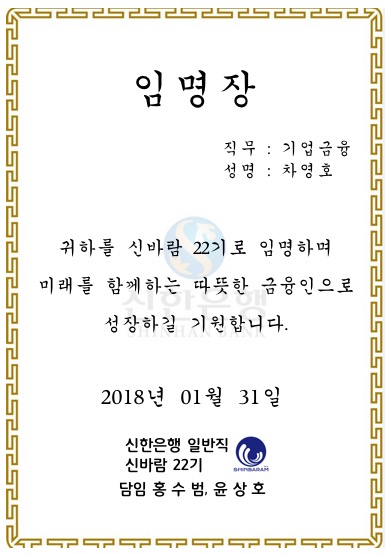 임명장
직무 : 기업금융
성명 : 차영호
귀하를 신바람 22기로 임명하며
미래를 함께하는 따뜻한 금융인으로
성장하길 기원합니다.
신한은행
SHINHAN BANK
2018년 01월 31일
신한은행 일반직
신바람 22기
SHINBARAM
담임 홍수범, 윤상호